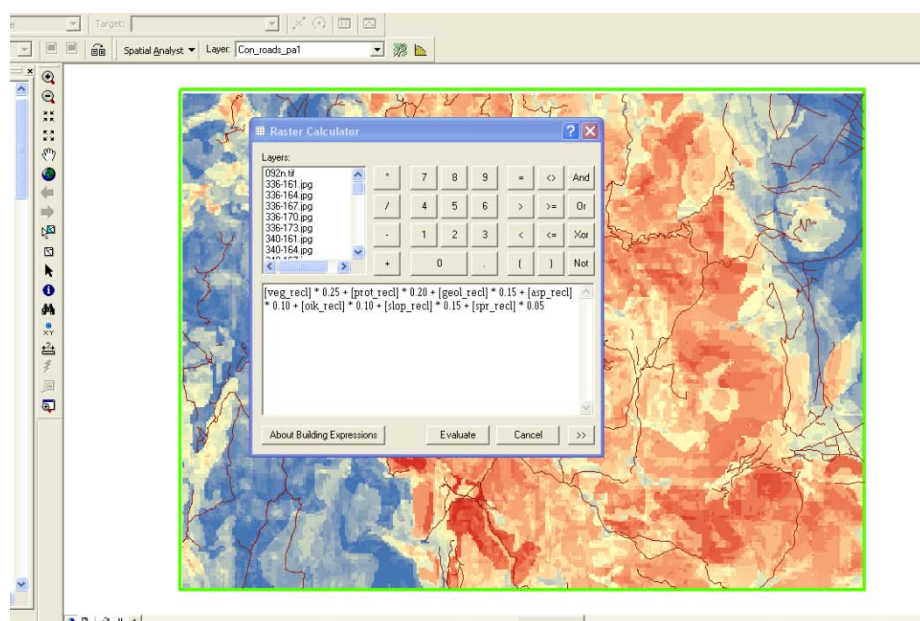 Target:
Spatial Analyst Layer: Con_roads_pa1
Raster Calculator
Layers:
092n.tif
336-161.jpg
336-164.jpg
336-167.jpg
336-170.jpg
336-173.jpg
340-161.jpg
340-164.jpg
* 7 8 9 = <> And
/ 4 5 6 > >= Or
- 1 2 3 < <= Xor
+ 0 . ( ) Not
[veg_recl] * 0.25 + [prot_recl] * 0.20 + [geol_recl] * 0.15 + [asp_recl]
* 0.10 + [oik_recl] * 0.10 + [slop_recl] * 0.15 + [spr_recl] * 0.05
About Building Expressions Evaluate Cancel >>